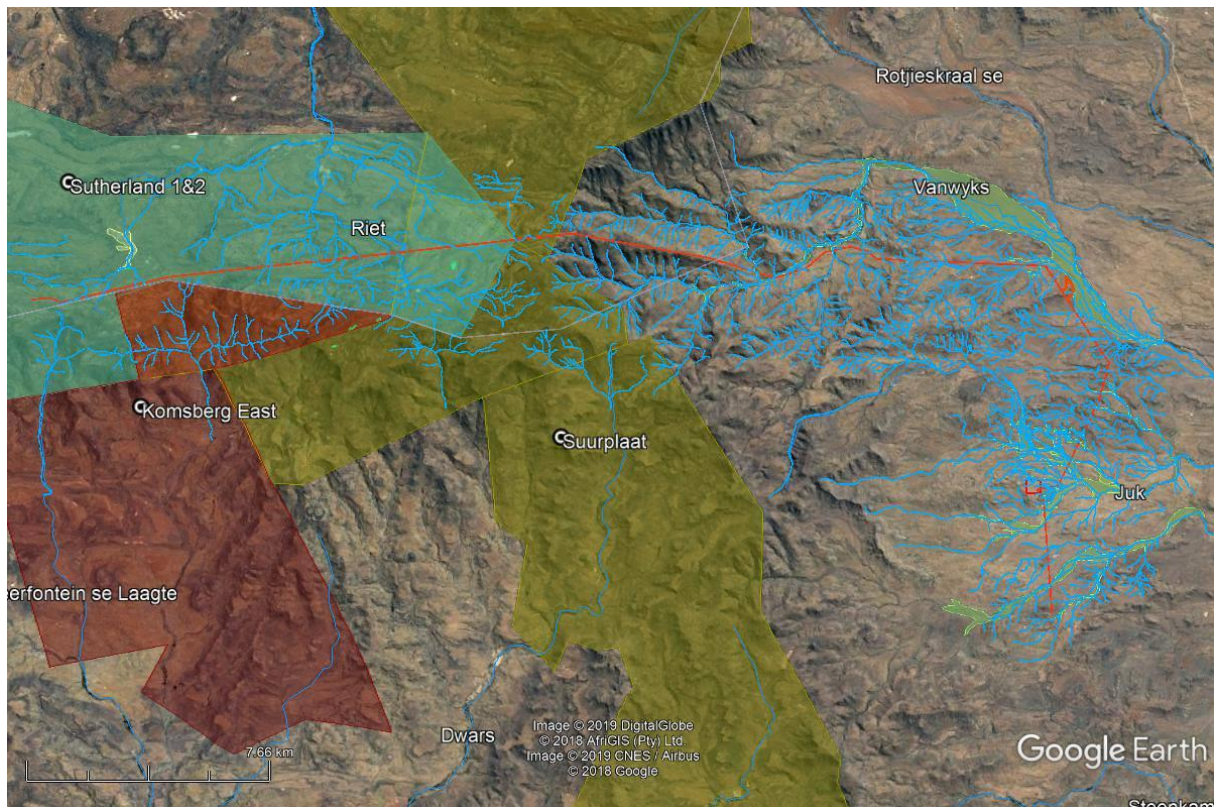 Rotjieskraal se
Sutherland 1&2
Vanwyks
Riet
Komsberg East
Suurplaat
Juk
eerfontein se Laagte
Dwars
Image © 2019 DigitalGlobe
© 2018 AfriGIS (Pty) Ltd.
Image © 2019 CNES / Airbus
© 2018 Google
Google Earth
7.66 km